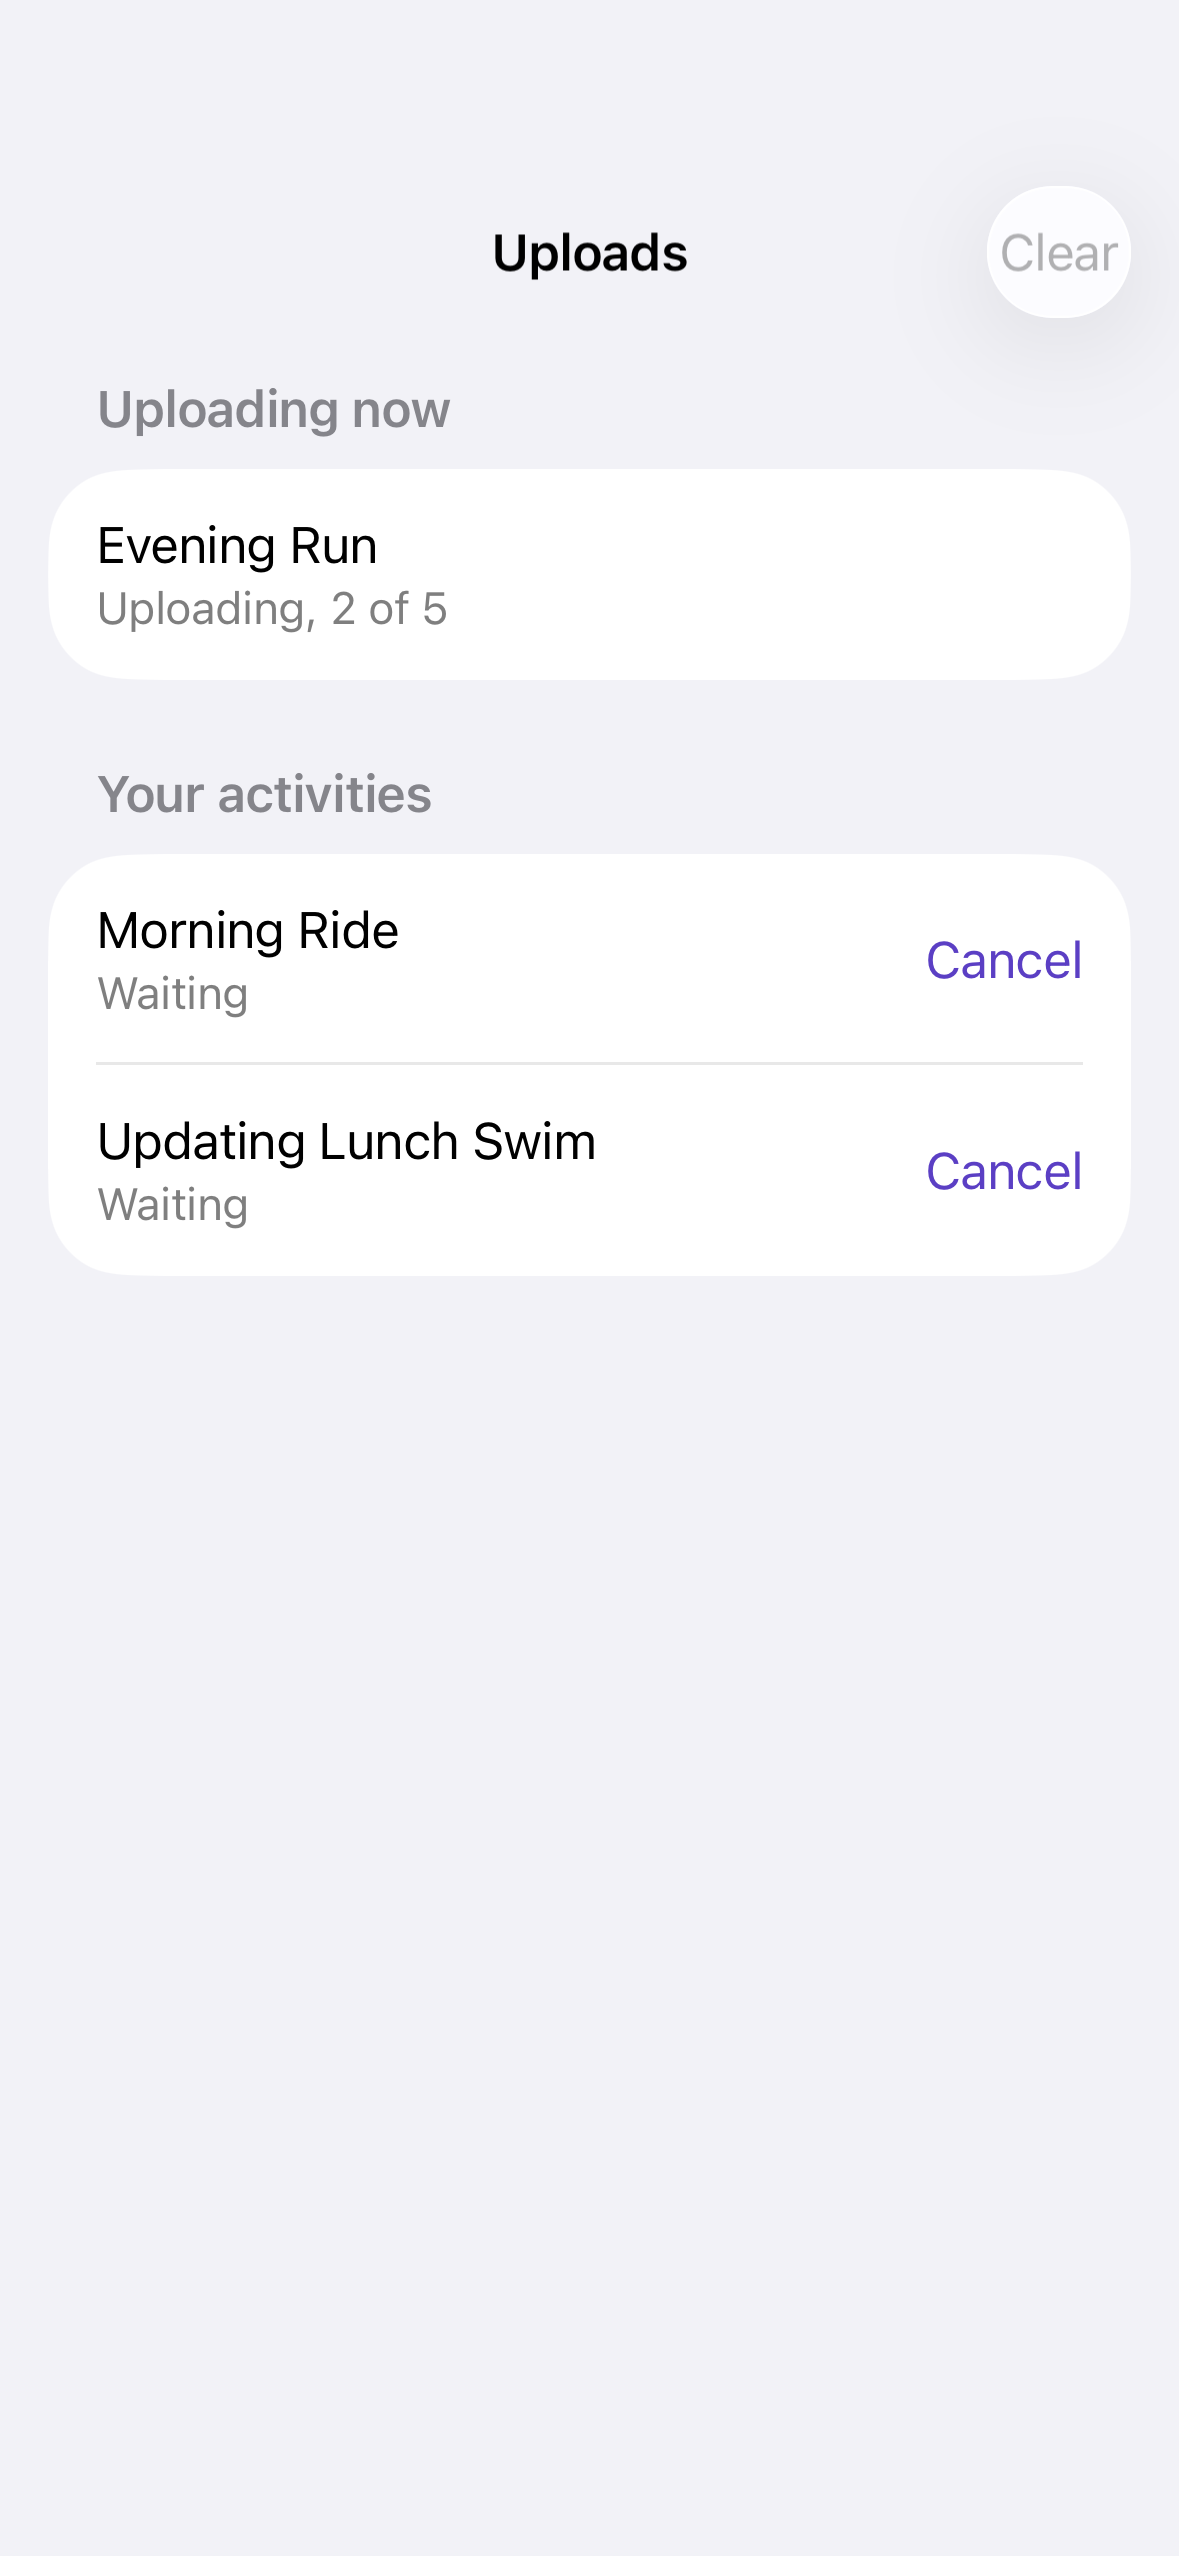 Uploads
Clear
Uploading now
Evening Run
Uploading, 2 of 5
Your activities
Morning Ride
Waiting
Cancel
Updating Lunch Swim
Waiting
Cancel